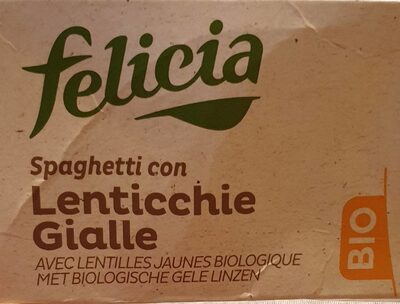 felicia
Spaghetti con
Lenticchie
Gialle
AVEC LENTILLES JAUNES BIOLOGIQUE
MET BIOLOGISCHE GELE LINZEN
BIO